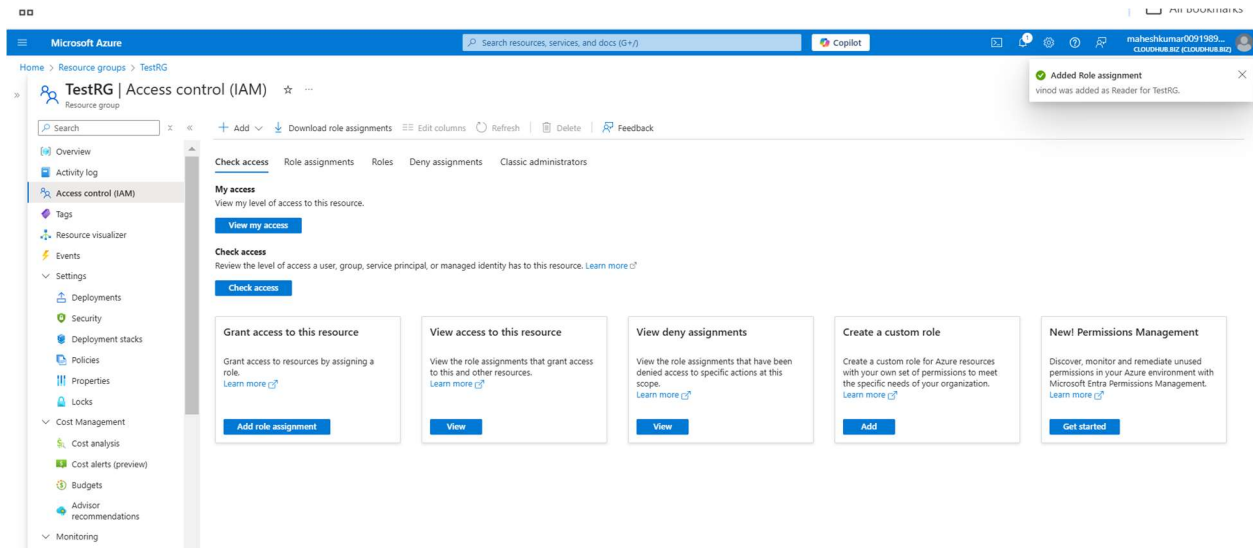 All Bookmarks
Microsoft Azure
Search resources, services, and docs (G+/)
Copilot
1
maheshkumar0091989...
CLOUDHUB.BIZ (CLOUDHUB.BIZ)
Home > Resource groups > TestRG
Added Role assignment
vinod was added as Reader for TestRG.
TestRG | Access control (IAM)
Resource group
Search
Add
Download role assignments
Edit columns
Refresh
Delete
Feedback
Overview
Activity log
Access control (IAM)
Tags
Resource visualizer
Events
Settings
Deployments
Security
Deployment stacks
Policies
Properties
Locks
Cost Management
Cost analysis
Cost alerts (preview)
Budgets
Advisor
recommendations
Monitoring
Check access Role assignments Roles Deny assignments Classic administrators
My access
View my level of access to this resource.
View my access
Check access
Review the level of access a user, group, service principal, or managed identity has to this resource. Learn more
Check access
Grant access to this resource
Grant access to resources by assigning a
role.
Learn more
Add role assignment
View access to this resource
View the role assignments that grant access
to this and other resources.
Learn more
View
View deny assignments
View the role assignments that have been
denied access to specific actions at this
scope.
Learn more
View
Create a custom role
Create a custom role for Azure resources
with your own set of permissions to meet
the specific needs of your organization.
Learn more
Add
New! Permissions Management
Discover, monitor and remediate unused
permissions in your Azure environment with
Microsoft Entra Permissions Management.
Learn more
Get started